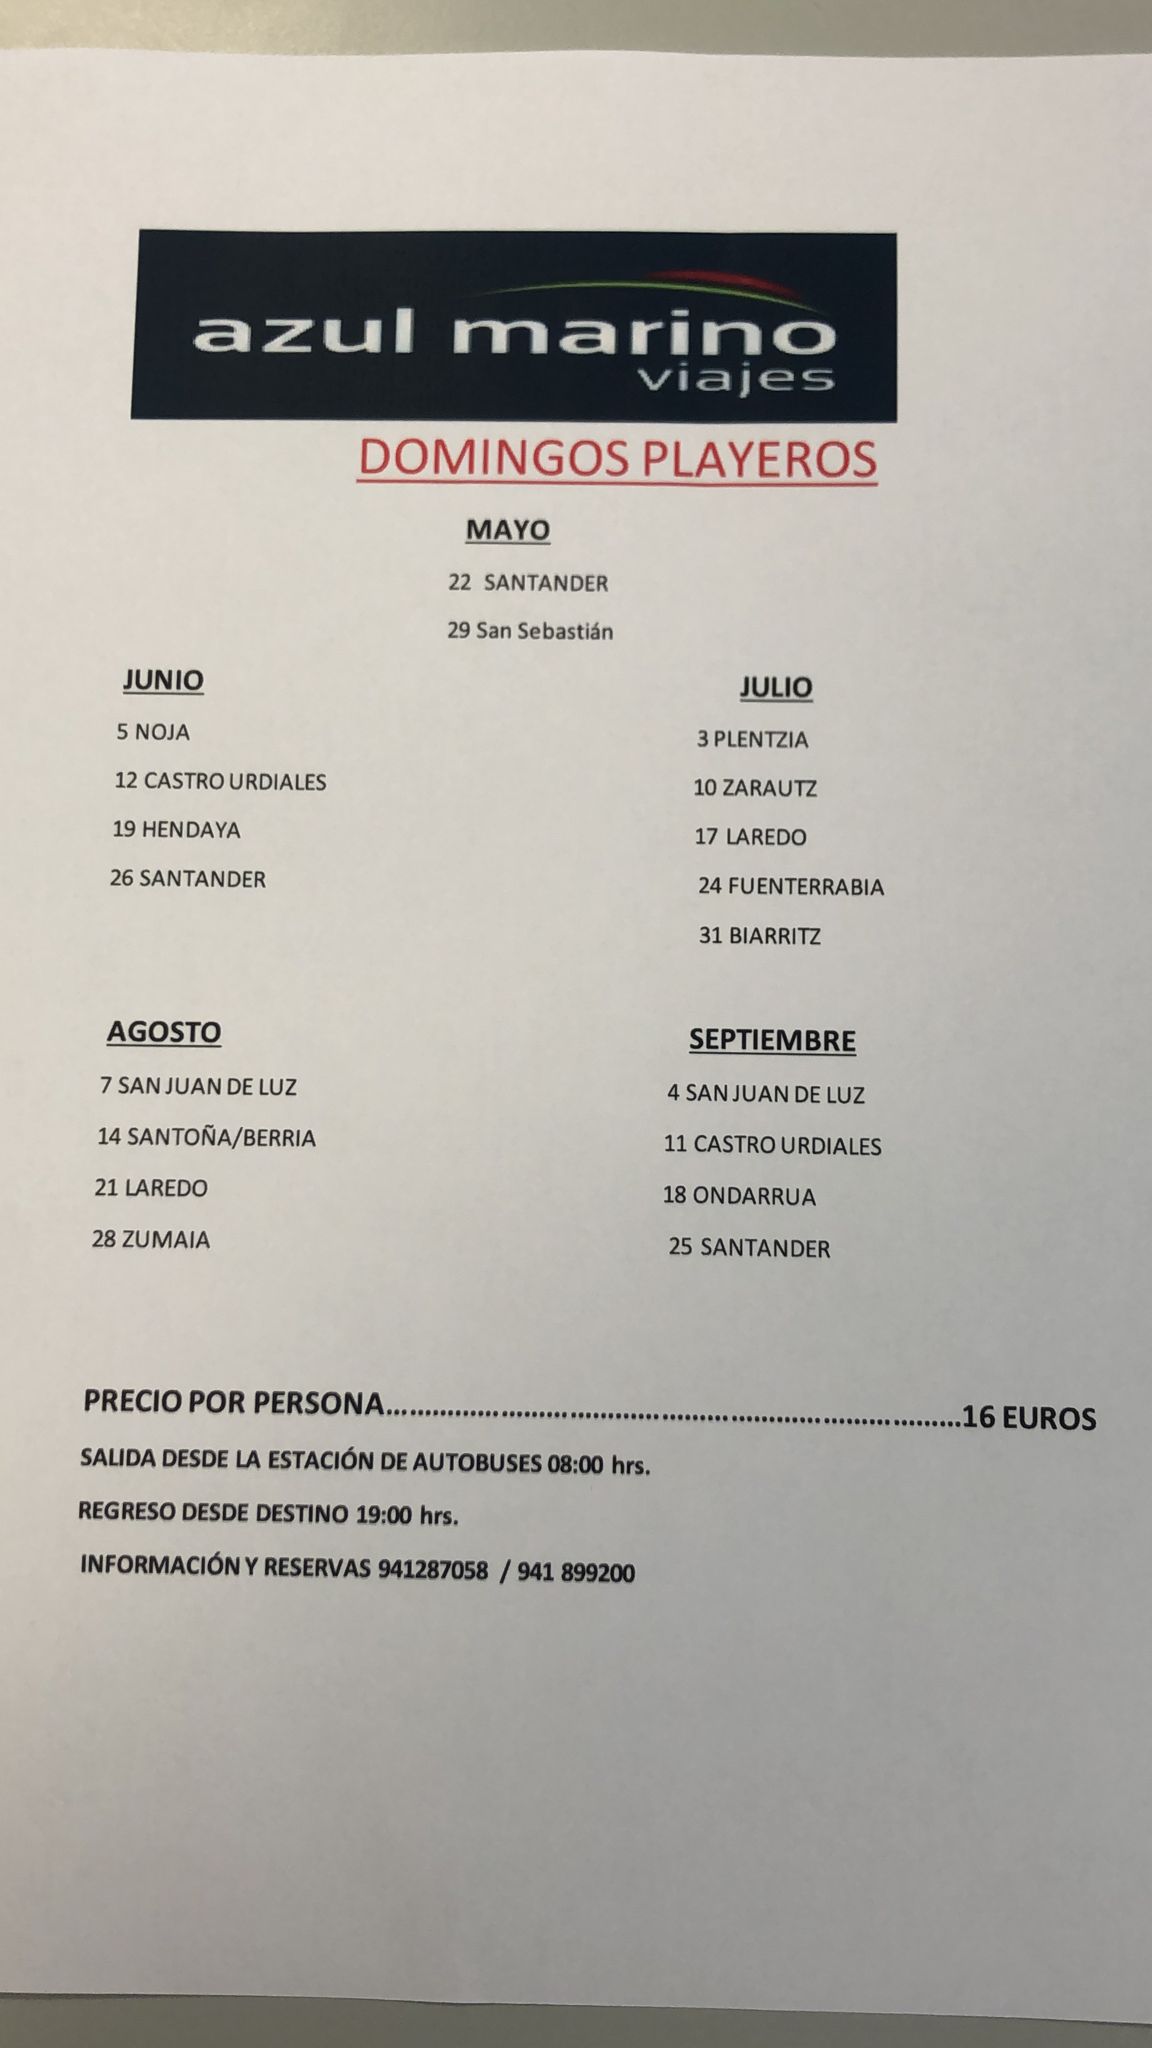 azul marino
viajes
DOMINGOS PLAYEROS
MAYO
22 SANTANDER
29 San Sebastián
JUNIO
5 NOJA
12 CASTRO URDIALES
19 HENDAYA
26 SANTANDER
JULIO
3 PLENTZIA
10 ZARAUTZ
17 LAREDO
24 FUENTERRABIA
31 BIARRITZ
AGOSTO
7 SAN JUAN DE LUZ
14 SANTOÑA/BERRIA
21 LAREDO
28 ZUMAIA
SEPTIEMBRE
4 SAN JUAN DE LUZ
11 CASTRO URDIALES
18 ONDARRUA
25 SANTANDER
PRECIO POR PERSONA..........................................................................16 EUROS
SALIDA DESDE LA ESTACIÓN DE AUTOBUSES 08:00 hrs.
REGRESO DESDE DESTINO 19:00 hrs.
INFORMACIÓN Y RESERVAS 941287058 / 941 899200